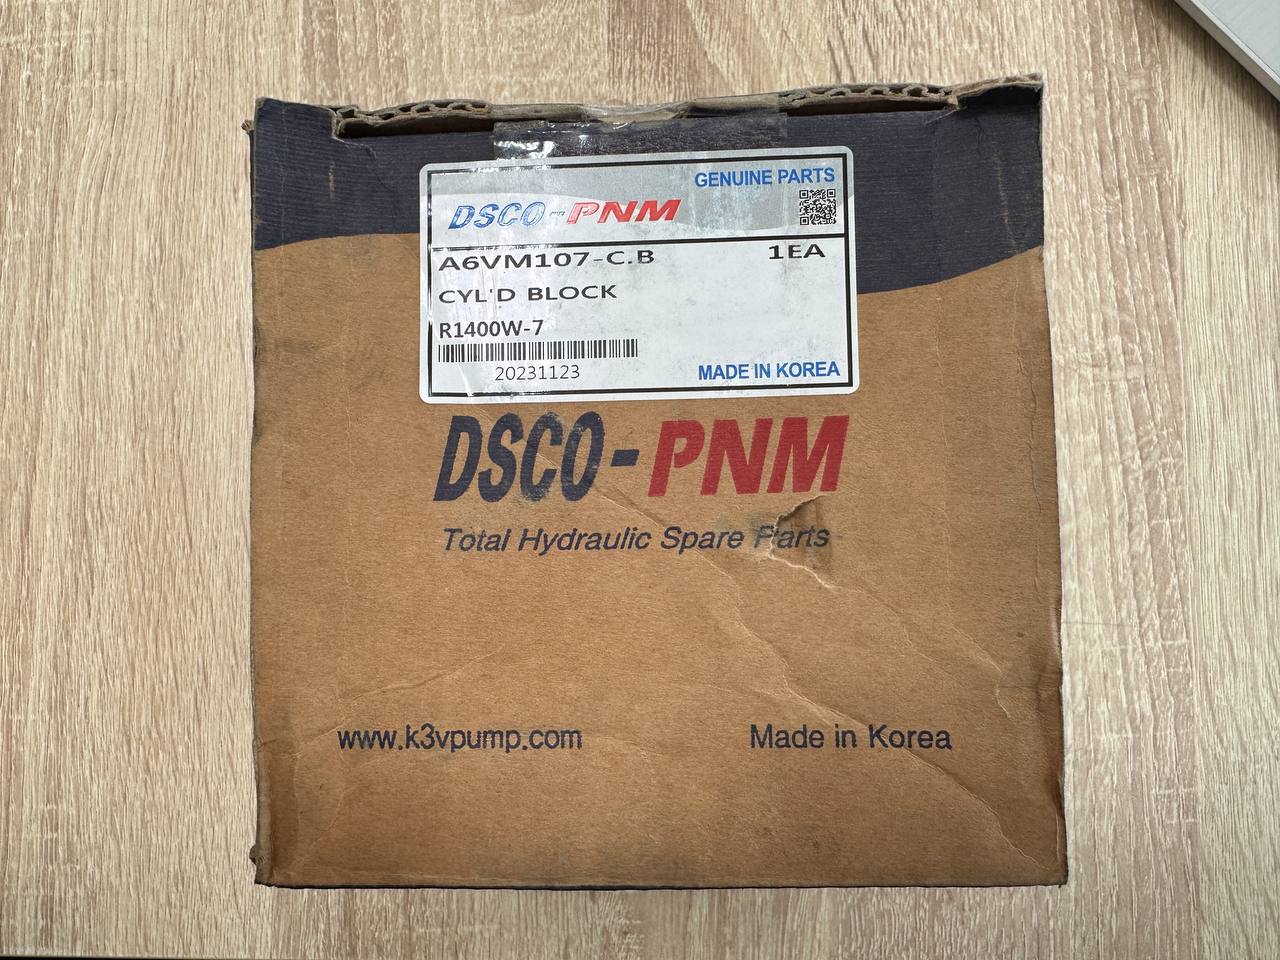 GENUINE PARTS
DSCO-PNM
A6VM107-C.B 1EA
CYL'D BLOCK
R1400W-7
20231123
MADE IN KOREA
DSCO-PNM
Total Hydraulic Spare Parts
www.k3vpump.com
Made in Korea